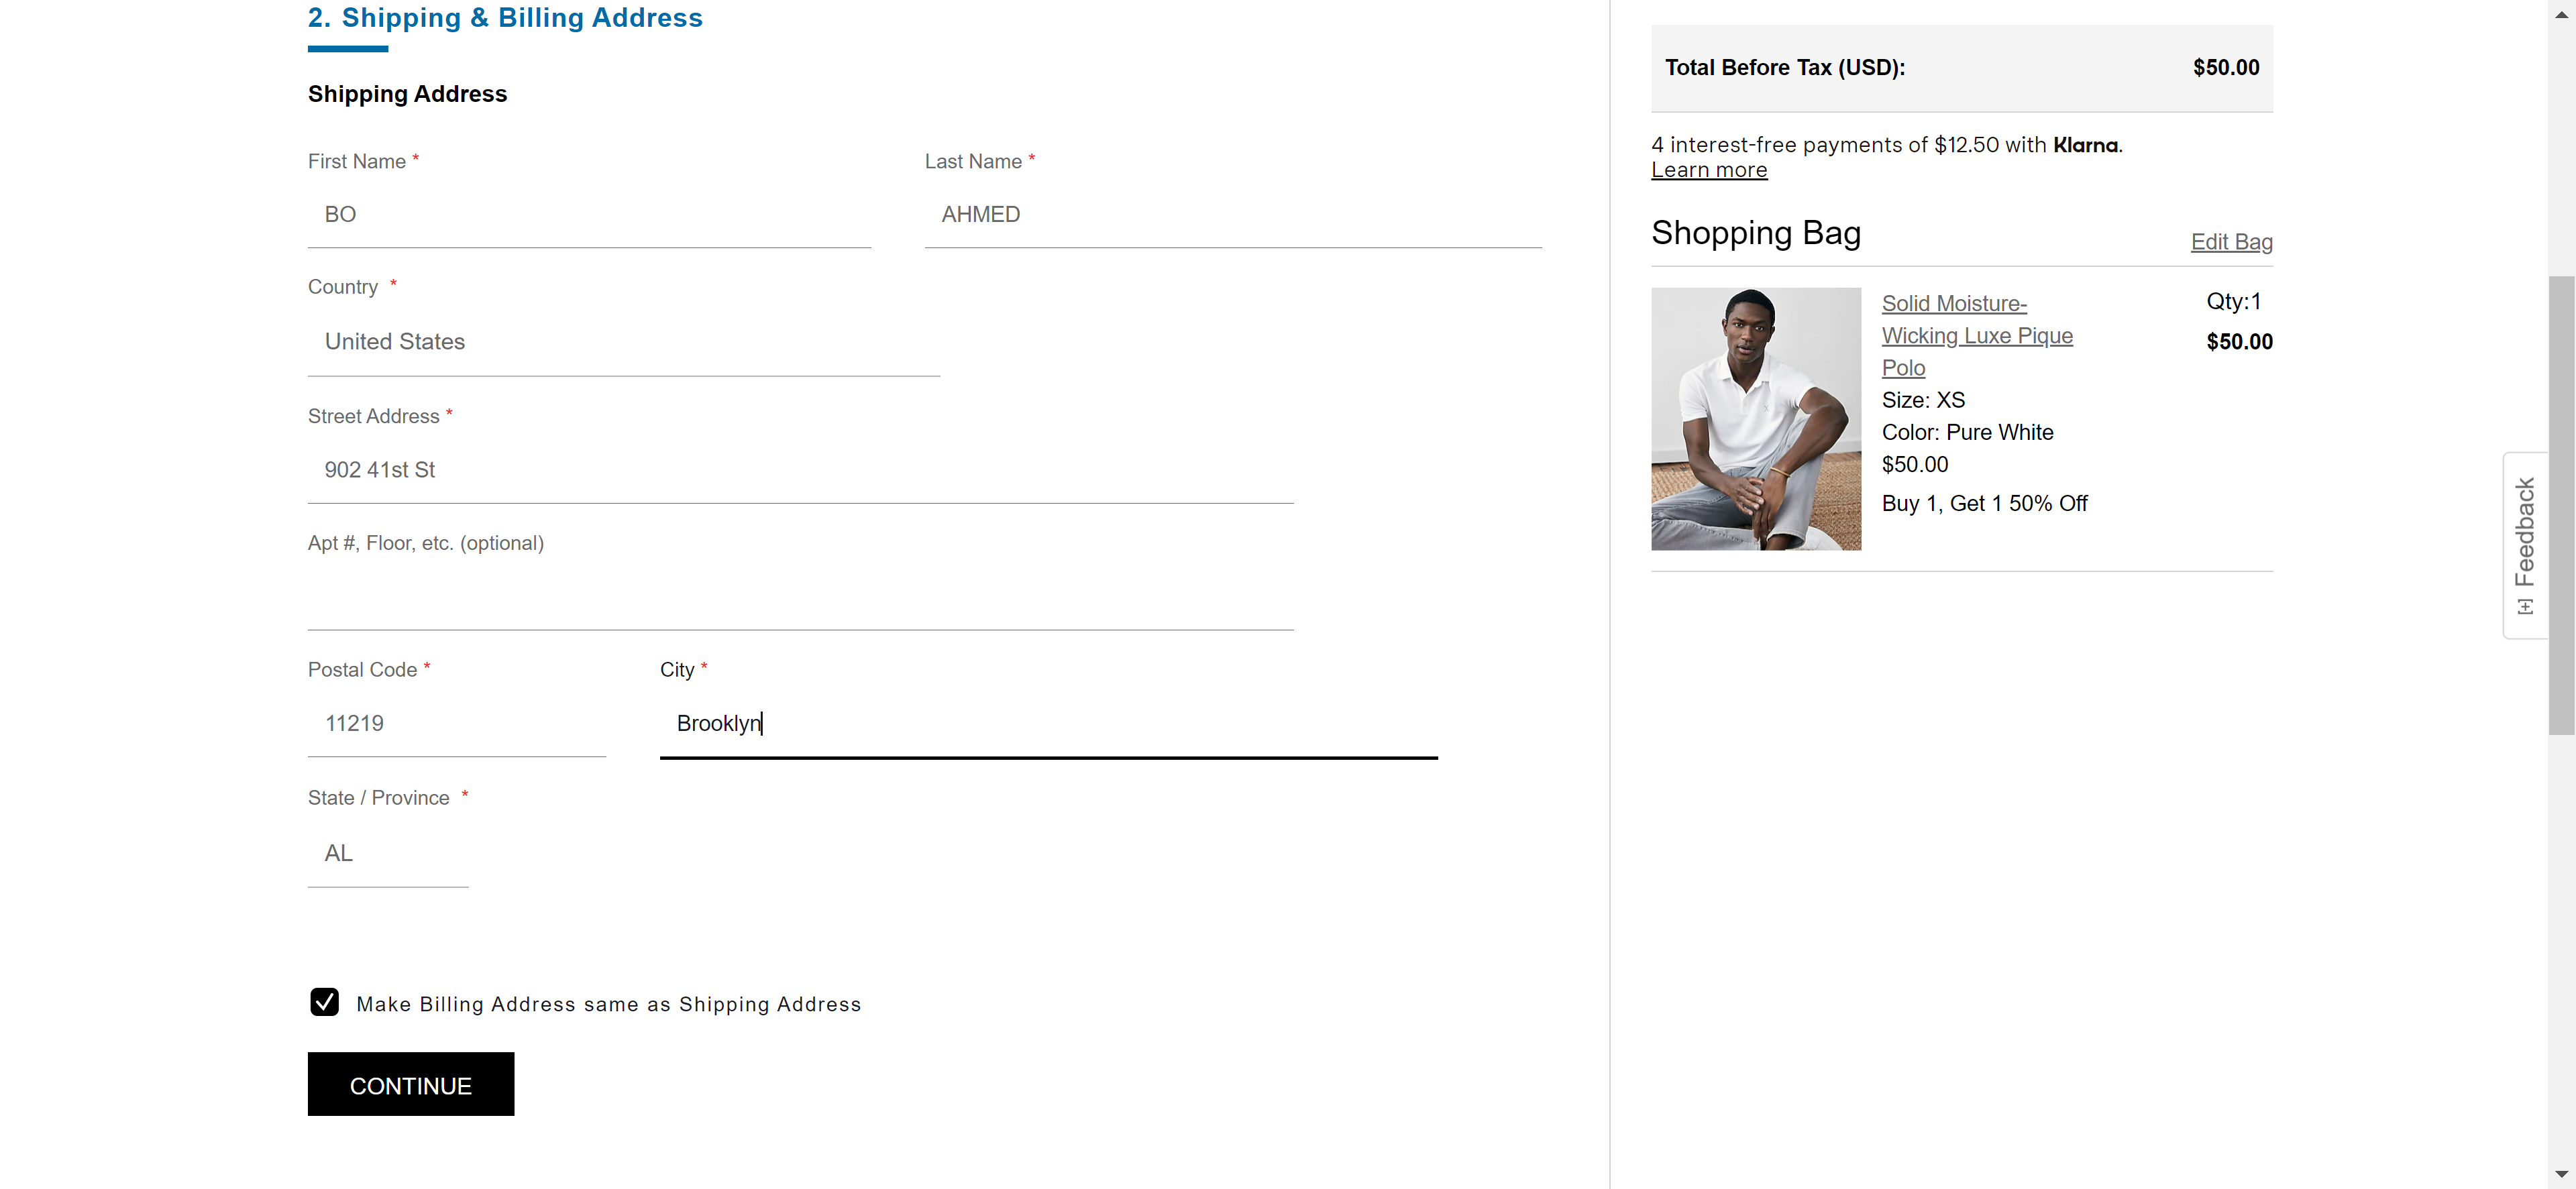 2. Shipping & Billing Address
Shipping Address
First Name *
Last Name *
BO
AHMED
Country *
United States
Street Address *
902 41st St
Apt #, Floor, etc. (optional)
Postal Code *
City *
11219
Brooklyn
State / Province *
AL
Make Billing Address same as Shipping Address
CONTINUE
Total Before Tax (USD): $50.00
4 interest-free payments of $12.50 with Klarna.
Learn more
Shopping Bag
Edit Bag
Solid Moisture-
Wicking Luxe Pique
Polo
Size: XS
Color: Pure White
$50.00
Buy 1, Get 1 50% Off
Qty:1
$50.00
[+] Feedback